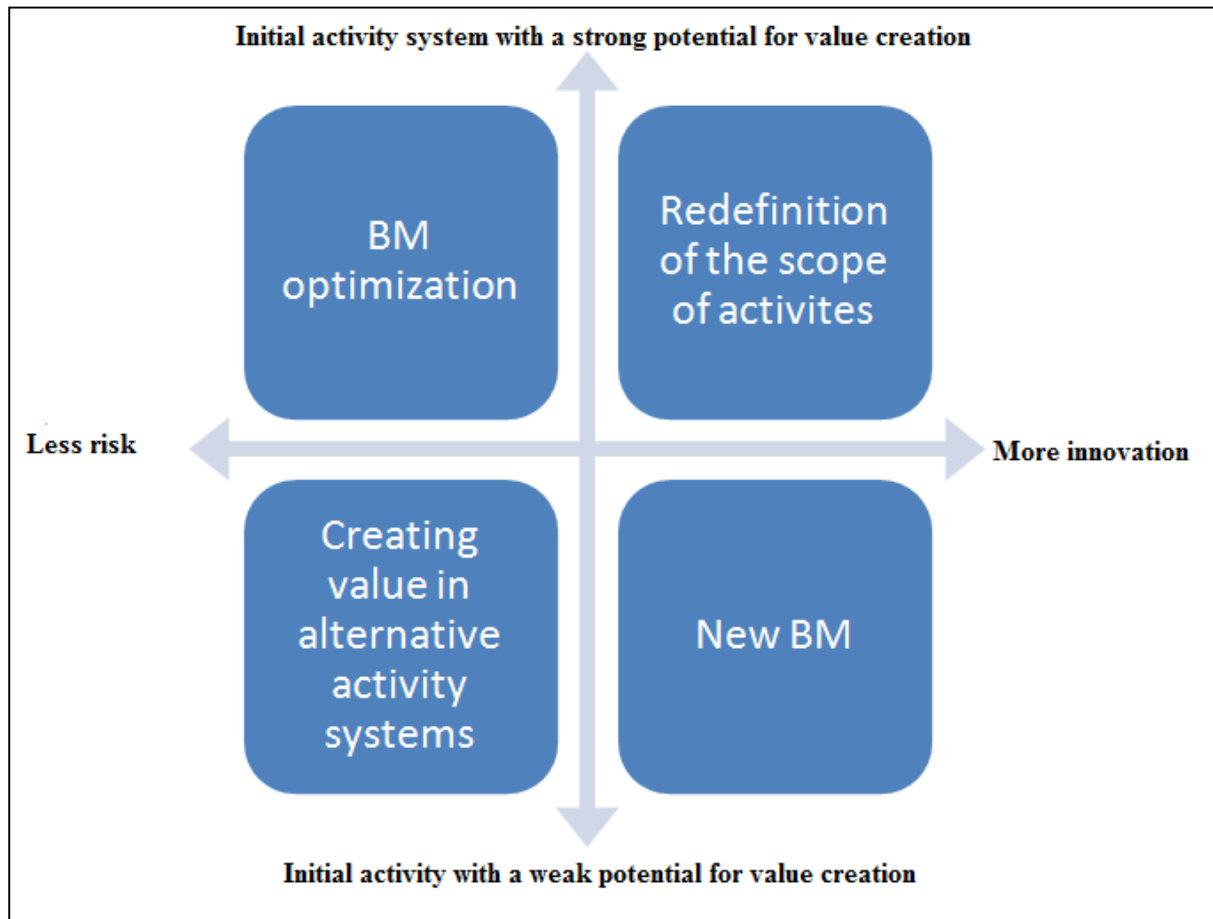 Initial activity system with a strong potential for value creation
BM
optimization
Redefinition
of the scope
of activites
Less risk
More innovation
Creating
value in
alternative
activity
systems
New BM
Initial activity with a weak potential for value creation